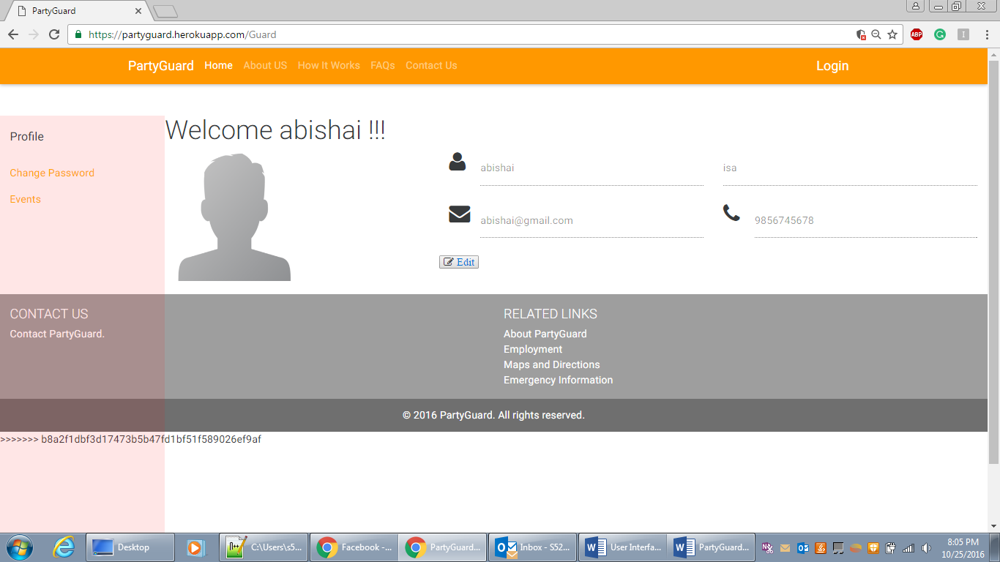 PartyGuard
https://partyguard.herokuapp.com/Guard
ABP
PartyGuard Home About US How It Works FAQs Contact Us Login
Profile
Change Password
Events
Welcome abishai !!!
abishai isa
abishai@gmail.com 9856745678
Edit
CONTACT US
Contact PartyGuard.
RELATED LINKS
About PartyGuard
Employment
Maps and Directions
Emergency Information
© 2016 PartyGuard. All rights reserved.
>>>>>>> b8a2f1dbf3d17473b5b47fd1bf51f589026ef9af
Desktop C:\Users\s5... Facebook -... PartyGuard... Inbox - S52... User Interfa... PartyGuard...
8:05 PM
10/25/2016